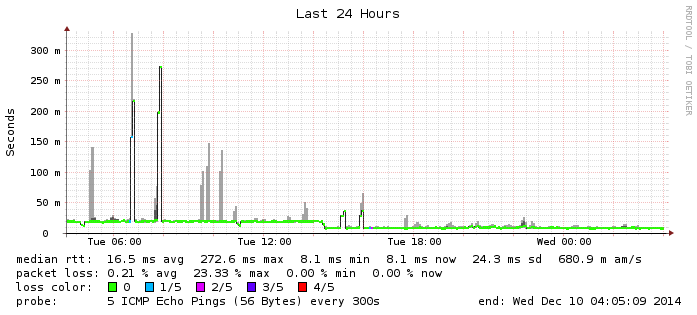 Last 24 Hours
RRDTOOL / TOBI OETIKER
Seconds
300 m
250 m
200 m
150 m
100 m
50 m
0
Tue 06:00 Tue 12:00 Tue 18:00 Wed 00:00
median rtt: 16.5 ms avg 272.6 ms max 8.1 ms min 8.1 ms now 24.3 ms sd 680.9 m am/s
packet loss: 0.21 % avg 23.33 % max 0.00 % min 0.00 % now
loss color: 0 1/5 2/5 3/5 4/5
probe: 5 ICMP Echo Pings (56 Bytes) every 300s end: Wed Dec 10 04:05:09 2014